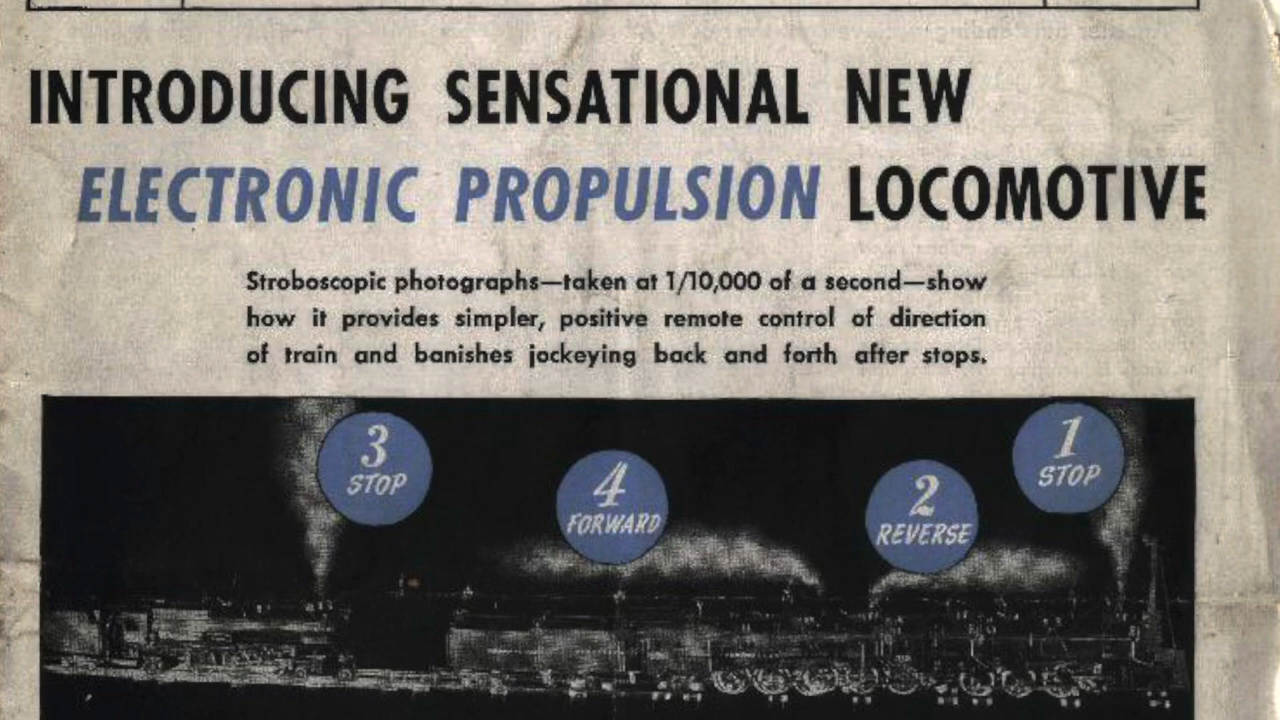 INTRODUCING SENSATIONAL NEW
ELECTRONIC PROPULSION LOCOMOTIVE
Stroboscopic photographs—taken at 1/10,000 of a second—show
how it provides simpler, positive remote control of direction
of train and banishes jockeying back and forth after stops.
3
STOP
4
FORWARD
2
REVERSE
1
STOP